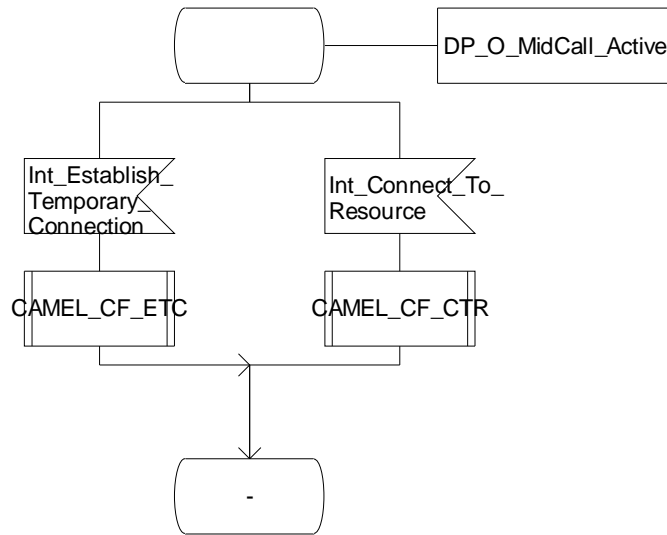 DP_O_MidCall_Active
Int_Establish_
Temporary_
Connection
Int_Connect_To_
Resource
CAMEL_CF_ETC
CAMEL_CF_CTR
-